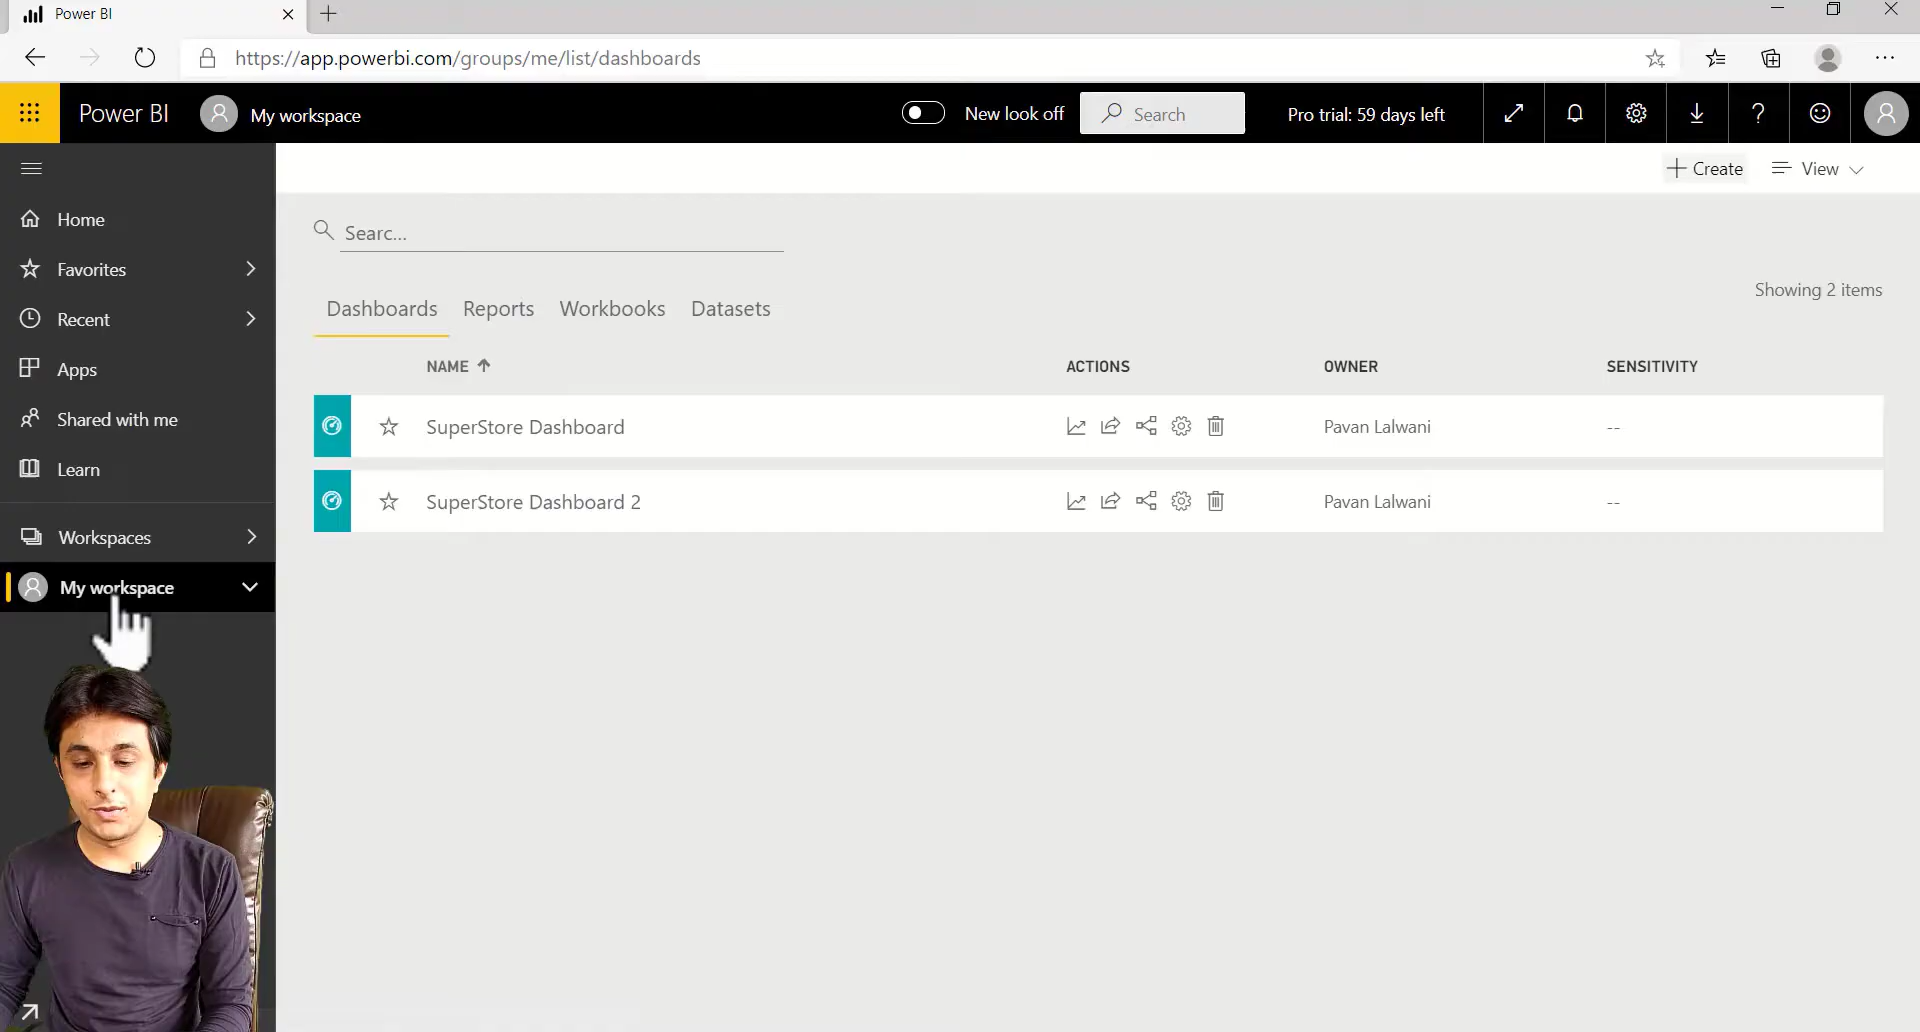 Power BI
https://app.powerbi.com/groups/me/list/dashboards
Power BI My workspace New look off Search Pro trial: 59 days left
Create View
Home
Favorites
Recent
Apps
Shared with me
Learn
Workspaces
My workspace
Searc...
Showing 2 items
Dashboards Reports Workbooks Datasets
NAME ACTIONS OWNER SENSITIVITY
SuperStore Dashboard Pavan Lalwani --
SuperStore Dashboard 2 Pavan Lalwani --